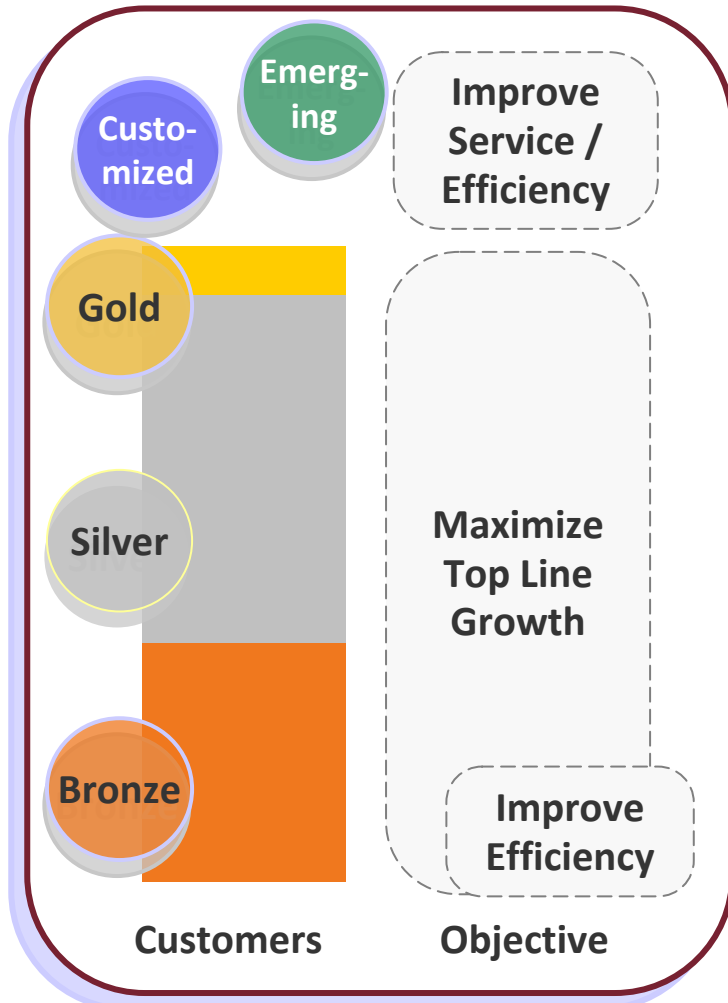 Emerg-
ing
Custo-
mized
Improve
Service /
Efficiency
Gold
Silver
Maximize
Top Line
Growth
Bronze
Improve
Efficiency
Customers
Objective